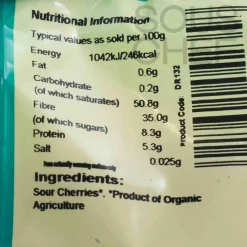 Nutritional Information
Typical values as sold per 100g
Energy 1042kJ/246kcal
Fat 0.6g
Carbohydrate 0.2g
(of which saturates) 50.8g
Fibre 35.0g
(of which sugars) 8.3g
Protein 5.3g
Salt 0.025g
Ingredients:
Sour Cherries*. *Product of Organic
Agriculture
Product Code DR132